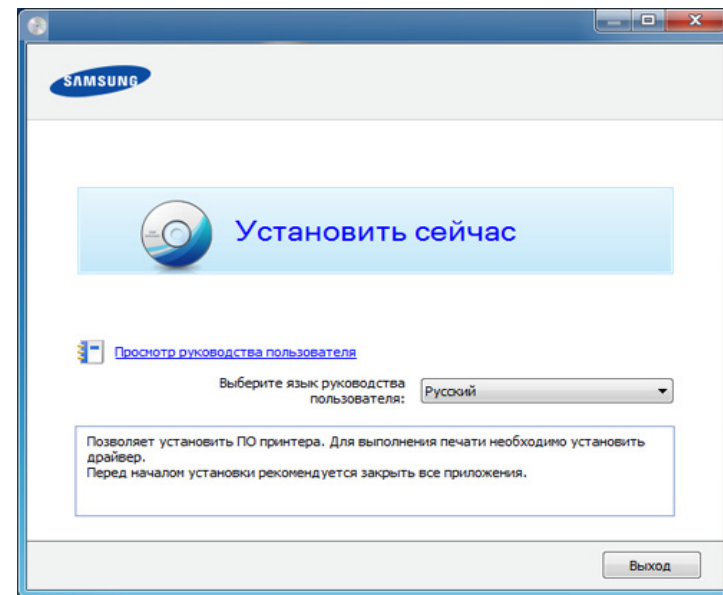 SAMSUNG
Установить сейчас
Просмотр руководства пользователя
Выберите язык руководства
пользователя:
Русский
Позволяет установить ПО принтера. Для выполнения печати необходимо установить
драйвер.
Перед началом установки рекомендуется закрыть все приложения.
Выход